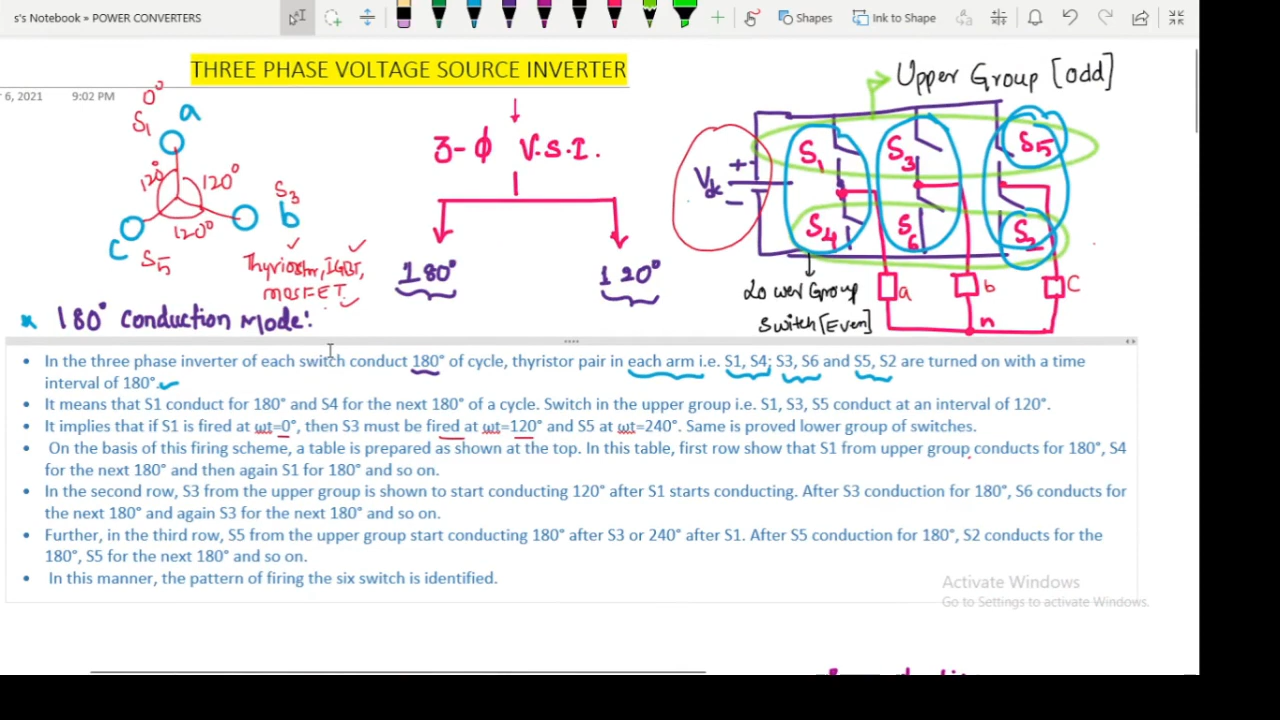 s's Notebook » POWER CONVERTERS
Shapes
Ink to Shape
THREE PHASE VOLTAGE SOURCE INVERTER
r 6, 2021 9:02 PM
0°
S1 a
120° 120°
120°
S3
b
C
S5
Thyristor, IGBT,
MOSFET
3-ϕ V.S.I.
180° 120°
Upper Group [odd]
Vdc + -
S1 S3 S5
S4 S6 S2
a b C
n
Lower Group
Switch [Even]
* 180° Conduction Mode:
• In the three phase inverter of each switch conduct 180° of cycle, thyristor pair in each arm i.e. S1, S4; S3, S6 and S5, S2 are turned on with a time
interval of 180°.
• It means that S1 conduct for 180° and S4 for the next 180° of a cycle. Switch in the upper group i.e. S1, S3, S5 conduct at an interval of 120°.
• It implies that if S1 is fired at ωt=0°, then S3 must be fired at ωt=120° and S5 at ωt=240°. Same is proved lower group of switches.
• On the basis of this firing scheme, a table is prepared as shown at the top. In this table, first row show that S1 from upper group conducts for 180°, S4
for the next 180° and then again S1 for 180° and so on.
• In the second row, S3 from the upper group is shown to start conducting 120° after S1 starts conducting. After S3 conduction for 180°, S6 conducts for
the next 180° and again S3 for the next 180° and so on.
• Further, in the third row, S5 from the upper group start conducting 180° after S3 or 240° after S1. After S5 conduction for 180°, S2 conducts for the
180°, S5 for the next 180° and so on.
• In this manner, the pattern of firing the six switch is identified.
Activate Windows
Go to Settings to activate Windows.